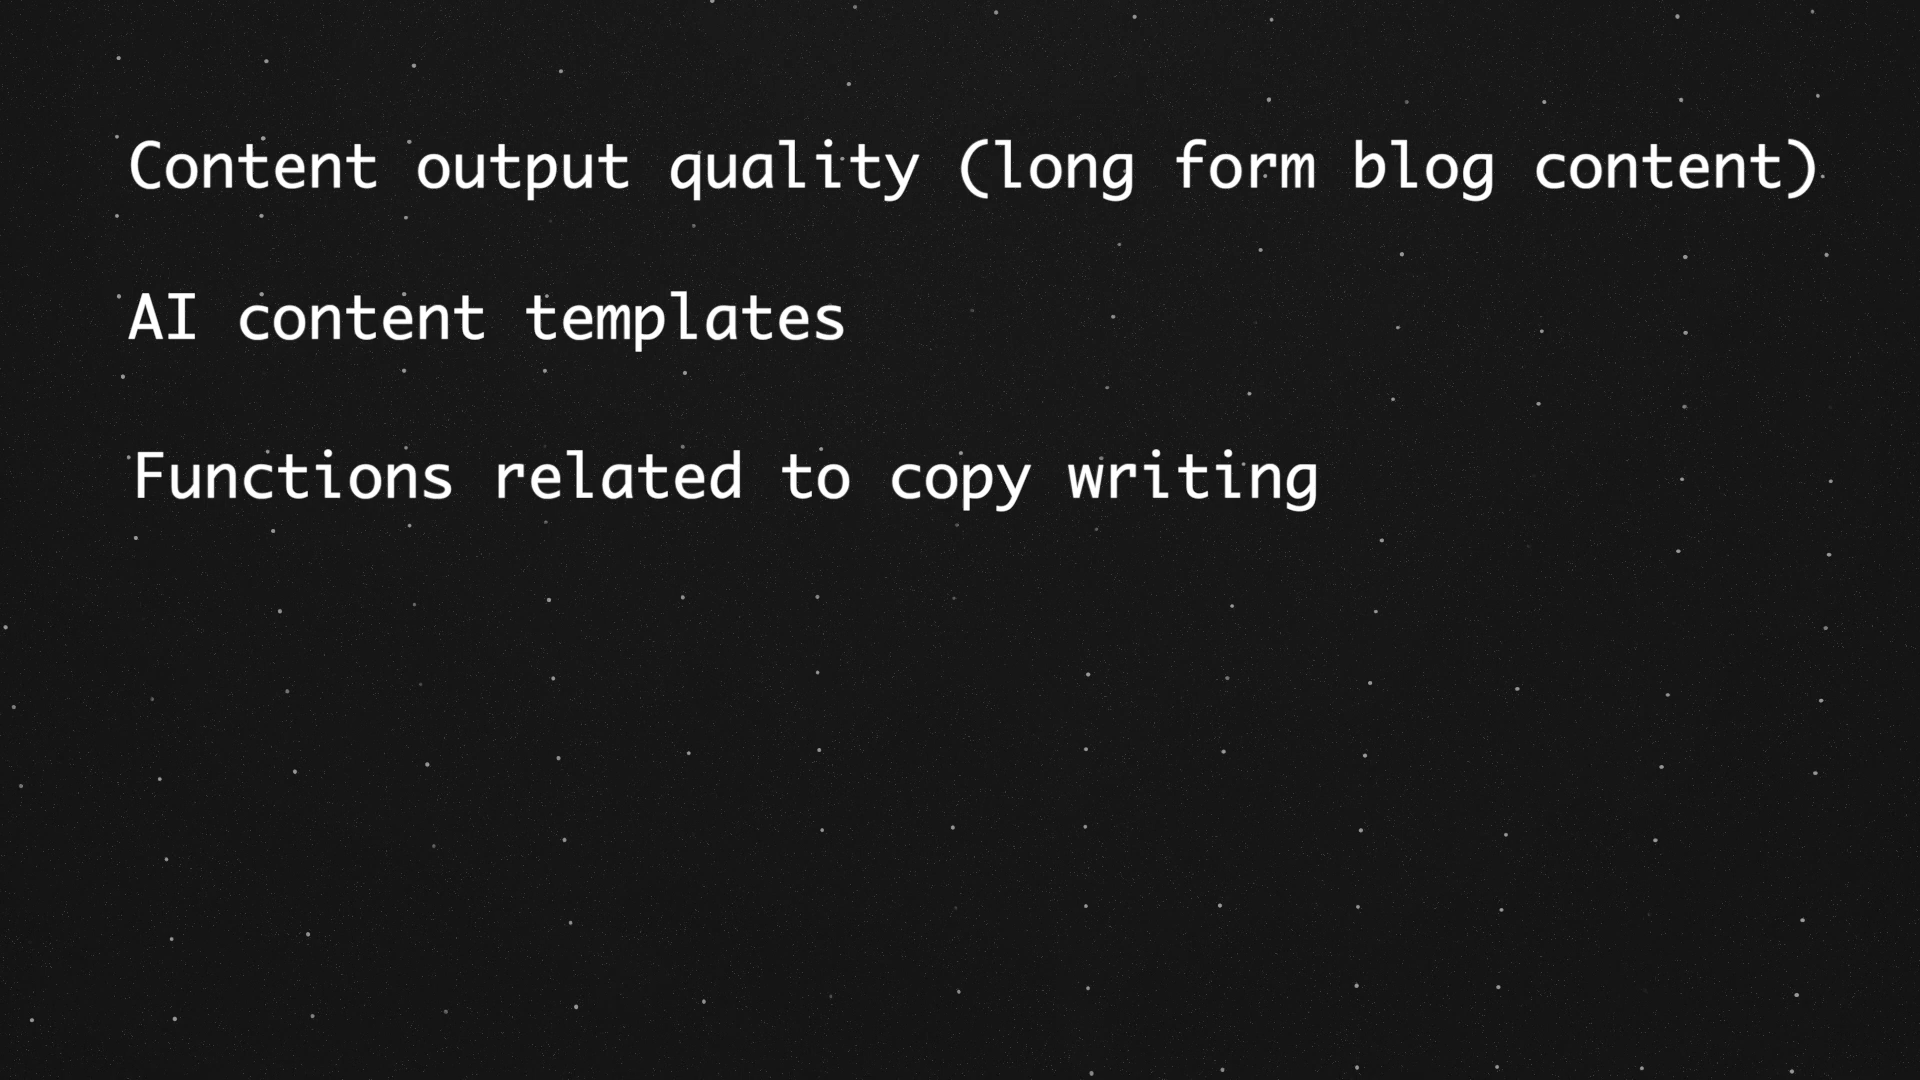 Content output quality (long form blog content)
AI content templates
Functions related to copy writing